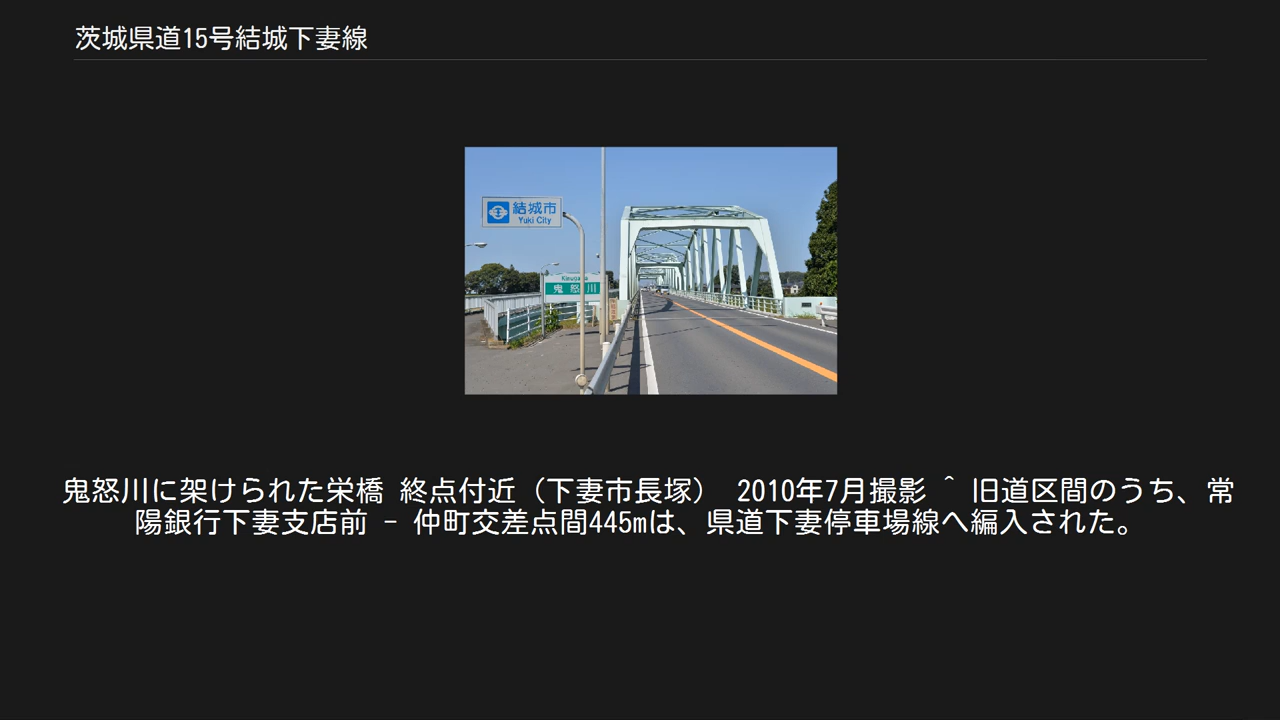 茨城県道15号結城下妻線
結城市
Yuki City
Kinugawa
鬼怒川
鬼怒川に架けられた栄橋 終点付近（下妻市長塚） 2010年7月撮影 ^ 旧道区間のうち、常
陽銀行下妻支店前 - 仲町交差点間445mは、県道下妻停車場線へ編入された。